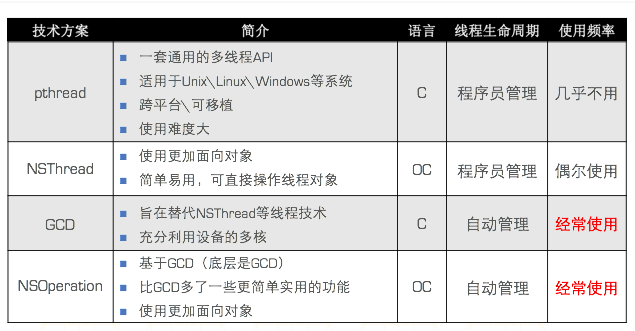 技术方案 简介 语言 线程生命周期 使用频率
pthread
一套通用的多线程API
适用于Unix\Linux\Windows等系统
跨平台\可移植
使用难度大
C 程序员管理 几乎不用
NSThread
使用更加面向对象
简单易用，可直接操作线程对象
OC 程序员管理 偶尔使用
GCD
旨在替代NSThread等线程技术
充分利用设备的多核
C 自动管理 经常使用
NSOperation
基于GCD（底层是GCD）
比GCD多了一些更简单实用的功能
使用更加面向对象
OC 自动管理 经常使用